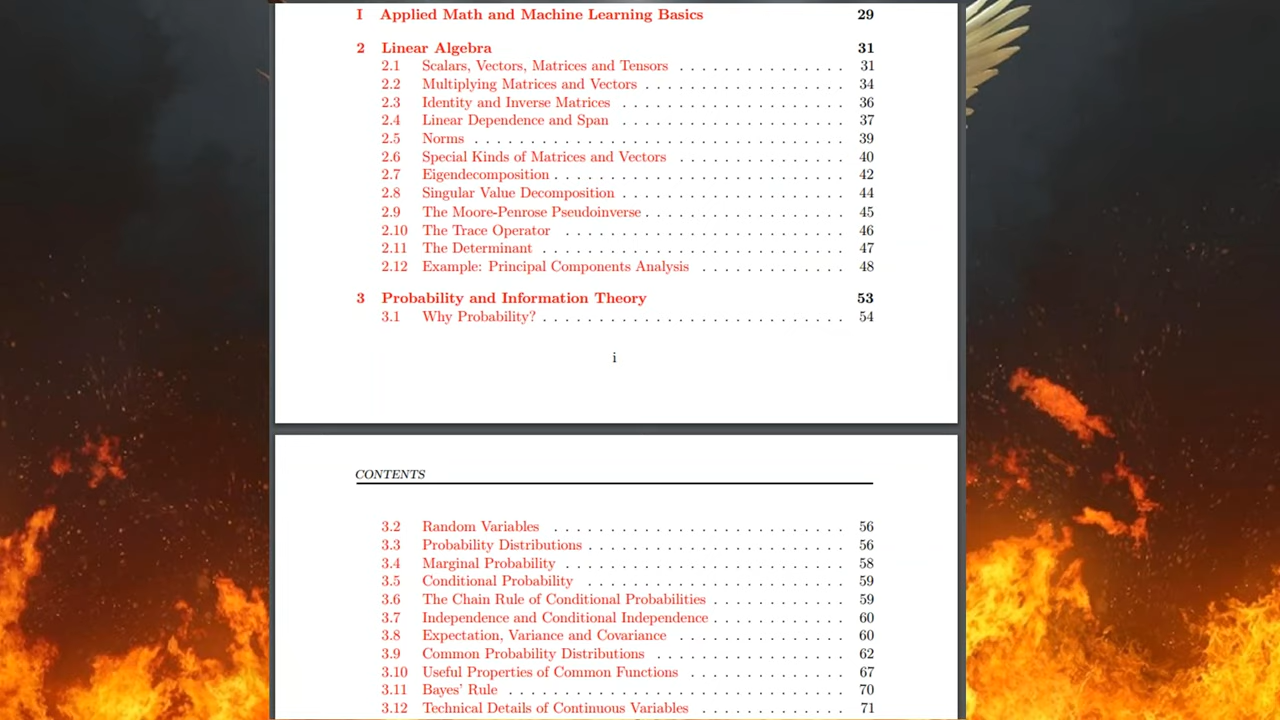 I Applied Math and Machine Learning Basics 29
2 Linear Algebra 31
2.1 Scalars, Vectors, Matrices and Tensors . . . . . . . . . . . . . . . 31
2.2 Multiplying Matrices and Vectors . . . . . . . . . . . . . . . . . . 34
2.3 Identity and Inverse Matrices . . . . . . . . . . . . . . . . . . . . 36
2.4 Linear Dependence and Span . . . . . . . . . . . . . . . . . . . . 37
2.5 Norms . . . . . . . . . . . . . . . . . . . . . . . . . . . . . . . . . 39
2.6 Special Kinds of Matrices and Vectors . . . . . . . . . . . . . . . 40
2.7 Eigendecomposition . . . . . . . . . . . . . . . . . . . . . . . . . . 42
2.8 Singular Value Decomposition . . . . . . . . . . . . . . . . . . . . 44
2.9 The Moore-Penrose Pseudoinverse . . . . . . . . . . . . . . . . . . 45
2.10 The Trace Operator . . . . . . . . . . . . . . . . . . . . . . . . . 46
2.11 The Determinant . . . . . . . . . . . . . . . . . . . . . . . . . . . 47
2.12 Example: Principal Components Analysis . . . . . . . . . . . . . 48
3 Probability and Information Theory 53
3.1 Why Probability? . . . . . . . . . . . . . . . . . . . . . . . . . . . 54
i
CONTENTS
3.2 Random Variables . . . . . . . . . . . . . . . . . . . . . . . . . . 56
3.3 Probability Distributions . . . . . . . . . . . . . . . . . . . . . . . 56
3.4 Marginal Probability . . . . . . . . . . . . . . . . . . . . . . . . . 58
3.5 Conditional Probability . . . . . . . . . . . . . . . . . . . . . . . 59
3.6 The Chain Rule of Conditional Probabilities . . . . . . . . . . . . 59
3.7 Independence and Conditional Independence . . . . . . . . . . . . 60
3.8 Expectation, Variance and Covariance . . . . . . . . . . . . . . . 60
3.9 Common Probability Distributions . . . . . . . . . . . . . . . . . 62
3.10 Useful Properties of Common Functions . . . . . . . . . . . . . . 67
3.11 Bayes' Rule . . . . . . . . . . . . . . . . . . . . . . . . . . . . . . 70
3.12 Technical Details of Continuous Variables . . . . . . . . . . . . . 71